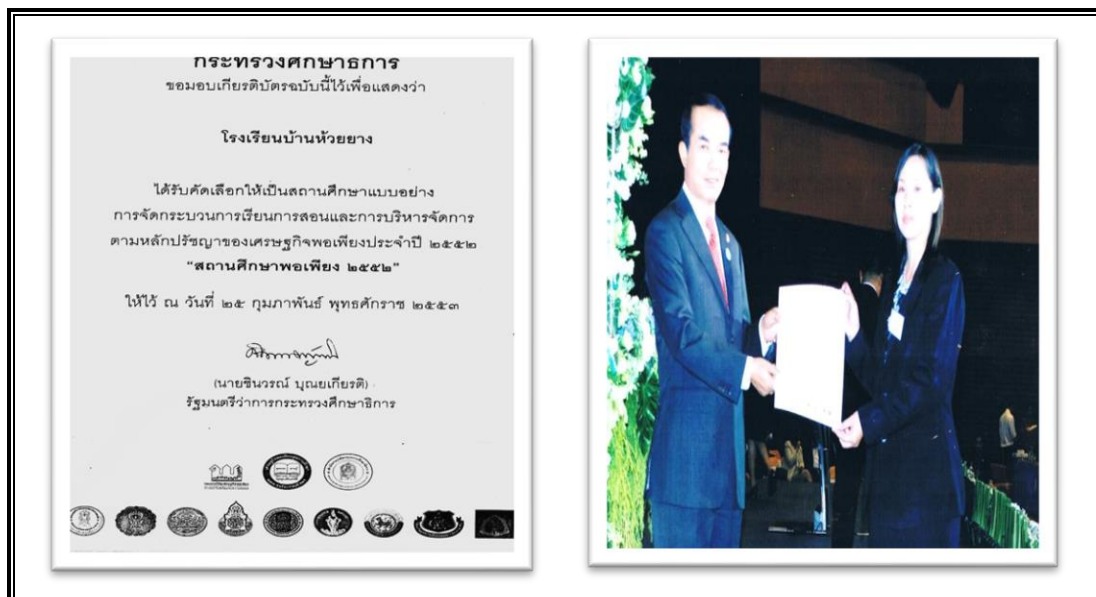 กระทรวงศึกษาธิการ
ขอมอบเกียรติบัตรฉบับนี้ไว้เพื่อแสดงว่า
โรงเรียนบ้านห้วยยาง
ได้รับคัดเลือกให้เป็นสถานศึกษาแบบอย่าง
การจัดกระบวนการเรียนการสอนและการบริหารจัดการ
ตามหลักปรัชญาของเศรษฐกิจพอเพียงประจำปี ๒๕๕๒
“สถานศึกษาพอเพียง ๒๕๕๒”
ให้ไว้ ณ วันที่ ๒๕ กุมภาพันธ์ พุทธศักราช ๒๕๕๓
(นายชินวรณ์ บุณยเกียรติ)
รัฐมนตรีว่าการกระทรวงศึกษาธิการ